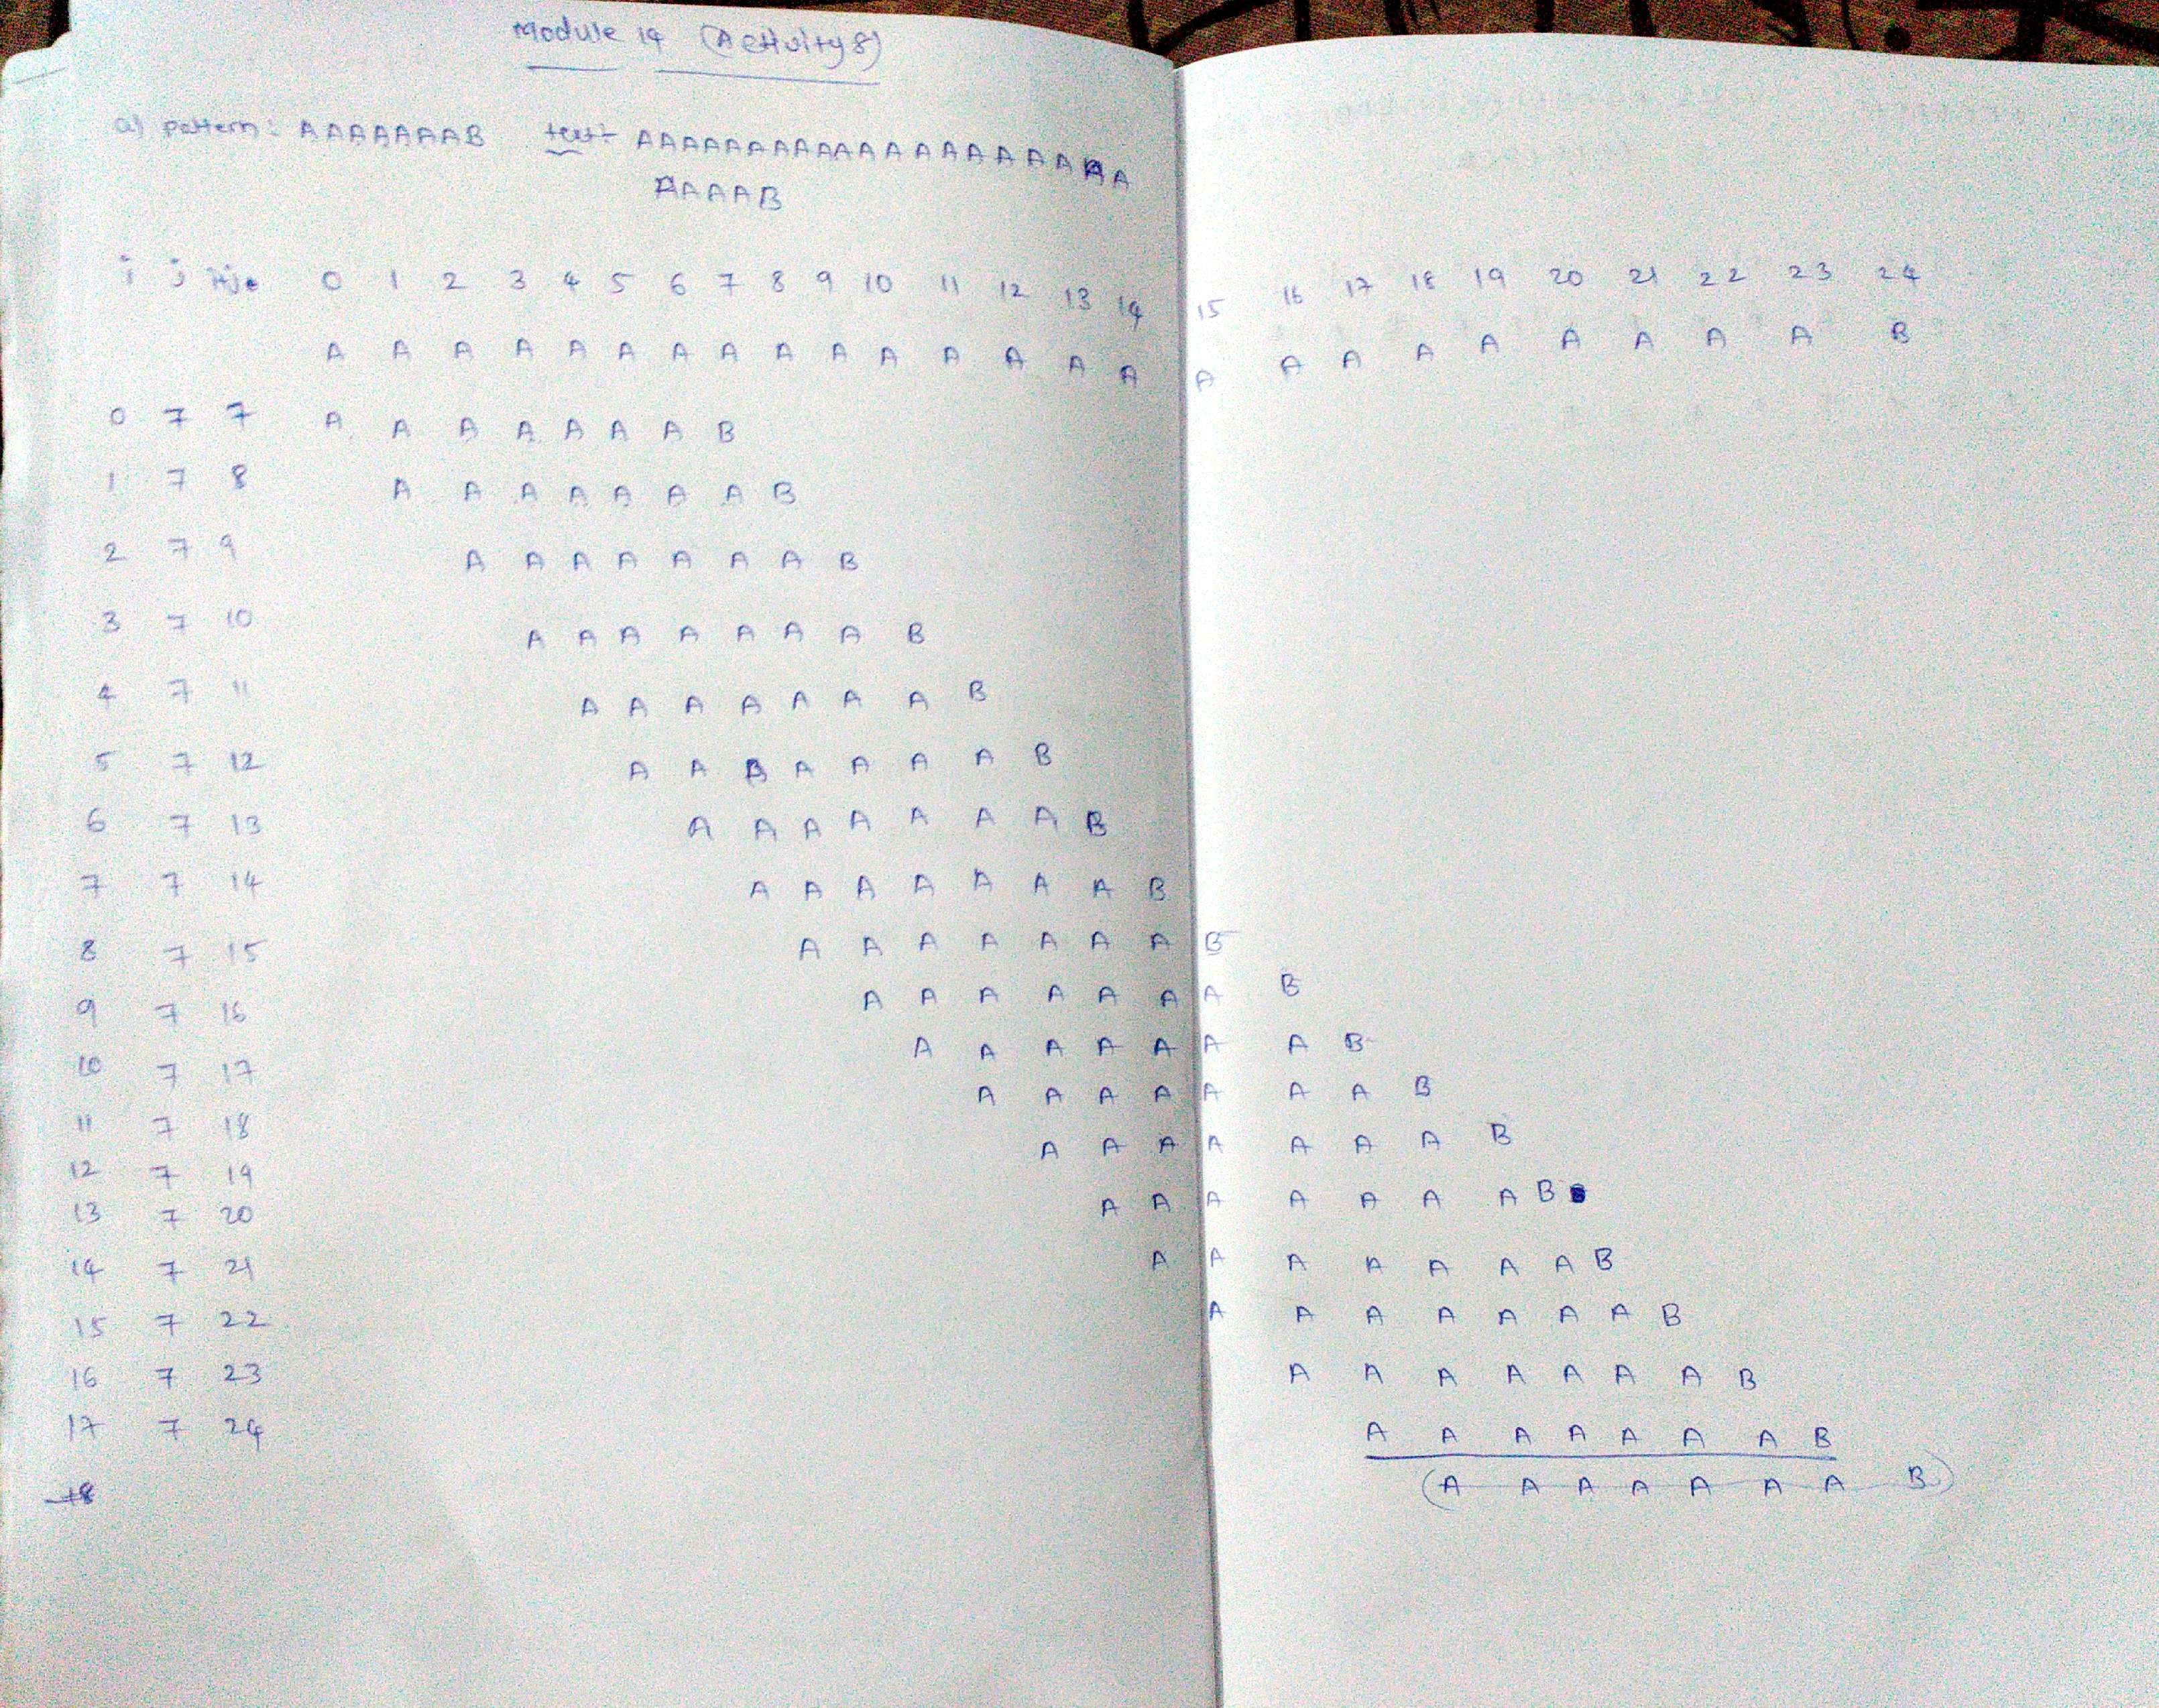 Module 14 (Activity 8)
a) pattern: AAAAAAAB text:- AAAAAAAAAAAAAAAAAAAAAA
AAAAB
i j i+j 0 1 2 3 4 5 6 7 8 9 10 11 12 13 14 15 16 17 18 19 20 21 22 23 24
A A A A A A A A A A A A A A A A A A A A A A A A B
0 7 7 A A A A A A A B
1 7 8 A A A A A A A B
2 7 9 A A A A A A A B
3 7 10 A A A A A A A B
4 7 11 A A A A A A A B
5 7 12 A A B A A A A B
6 7 13 A A A A A A A B
7 7 14 A A A A A A A B
8 7 15 A A A A A A A B
9 7 16 A A A A A A A B
10 7 17 A A A A A A A B
11 7 18 A A A A A A A B
12 7 19 A A A A A A A B
13 7 20 A A A A A A A B
14 7 21 A A A A A A A B
15 7 22 A A A A A A A B
16 7 23 A A A A A A A B
17 7 24 A A A A A A A B
18 (A A A A A A A B)